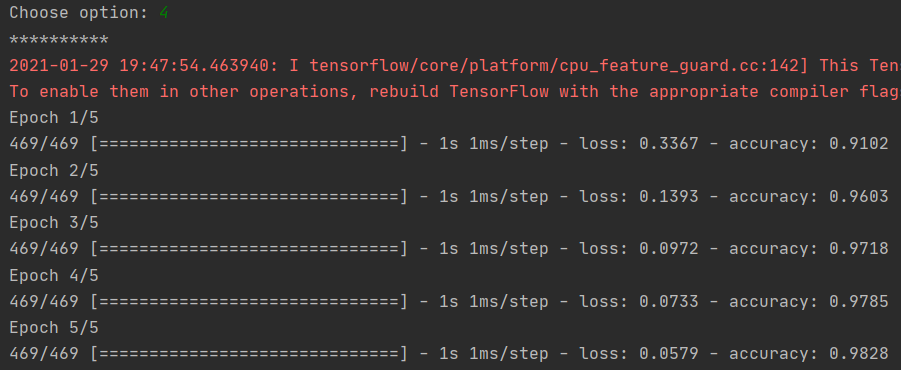 Choose option: 4
**********
2021-01-29 19:47:54.463940: I tensorflow/core/platform/cpu_feature_guard.cc:142] This Ten
To enable them in other operations, rebuild TensorFlow with the appropriate compiler flag
Epoch 1/5
469/469 [==============================] - 1s 1ms/step - loss: 0.3367 - accuracy: 0.9102
Epoch 2/5
469/469 [==============================] - 1s 1ms/step - loss: 0.1393 - accuracy: 0.9603
Epoch 3/5
469/469 [==============================] - 1s 1ms/step - loss: 0.0972 - accuracy: 0.9718
Epoch 4/5
469/469 [==============================] - 1s 1ms/step - loss: 0.0733 - accuracy: 0.9785
Epoch 5/5
469/469 [==============================] - 1s 1ms/step - loss: 0.0579 - accuracy: 0.9828